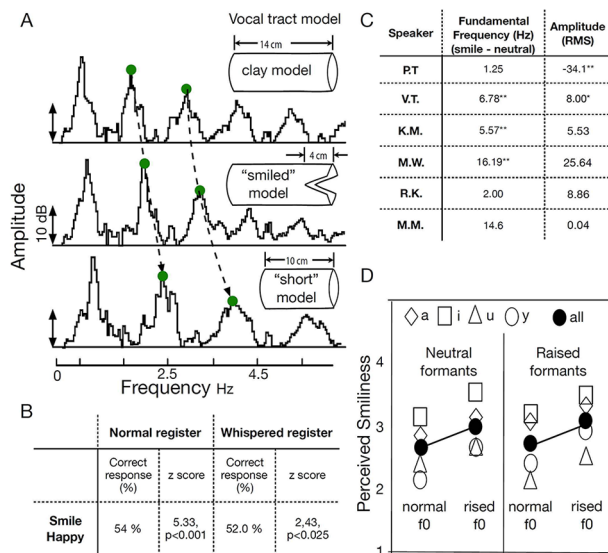 A
Vocal tract model
14 cm
clay model
4 cm
"smiled"
model
10 cm
"short"
model
Amplitude
10 dB
0 2.5 4.5
Frequency Hz
B
Normal register Whispered register
Correct response (%) z score Correct response (%) z score
Smile Happy 54 % 5.33, p<0.001 52.0 % 2,43, p<0.025
C
Speaker Fundamental Frequency (Hz) (smile - neutral) Amplitude (RMS)
P.T 1.25 -34.1**
V.T. 6.78** 8.00*
K.M. 5.57** 5.53
M.W. 16.19** 25.64
R.K. 2.00 8.86
M.M. 14.6 0.04
D
a i u y all
Neutral formants Raised formants
Perceived Smiliness
4
3
2
1
normal f0 rised f0 normal f0 rised f0